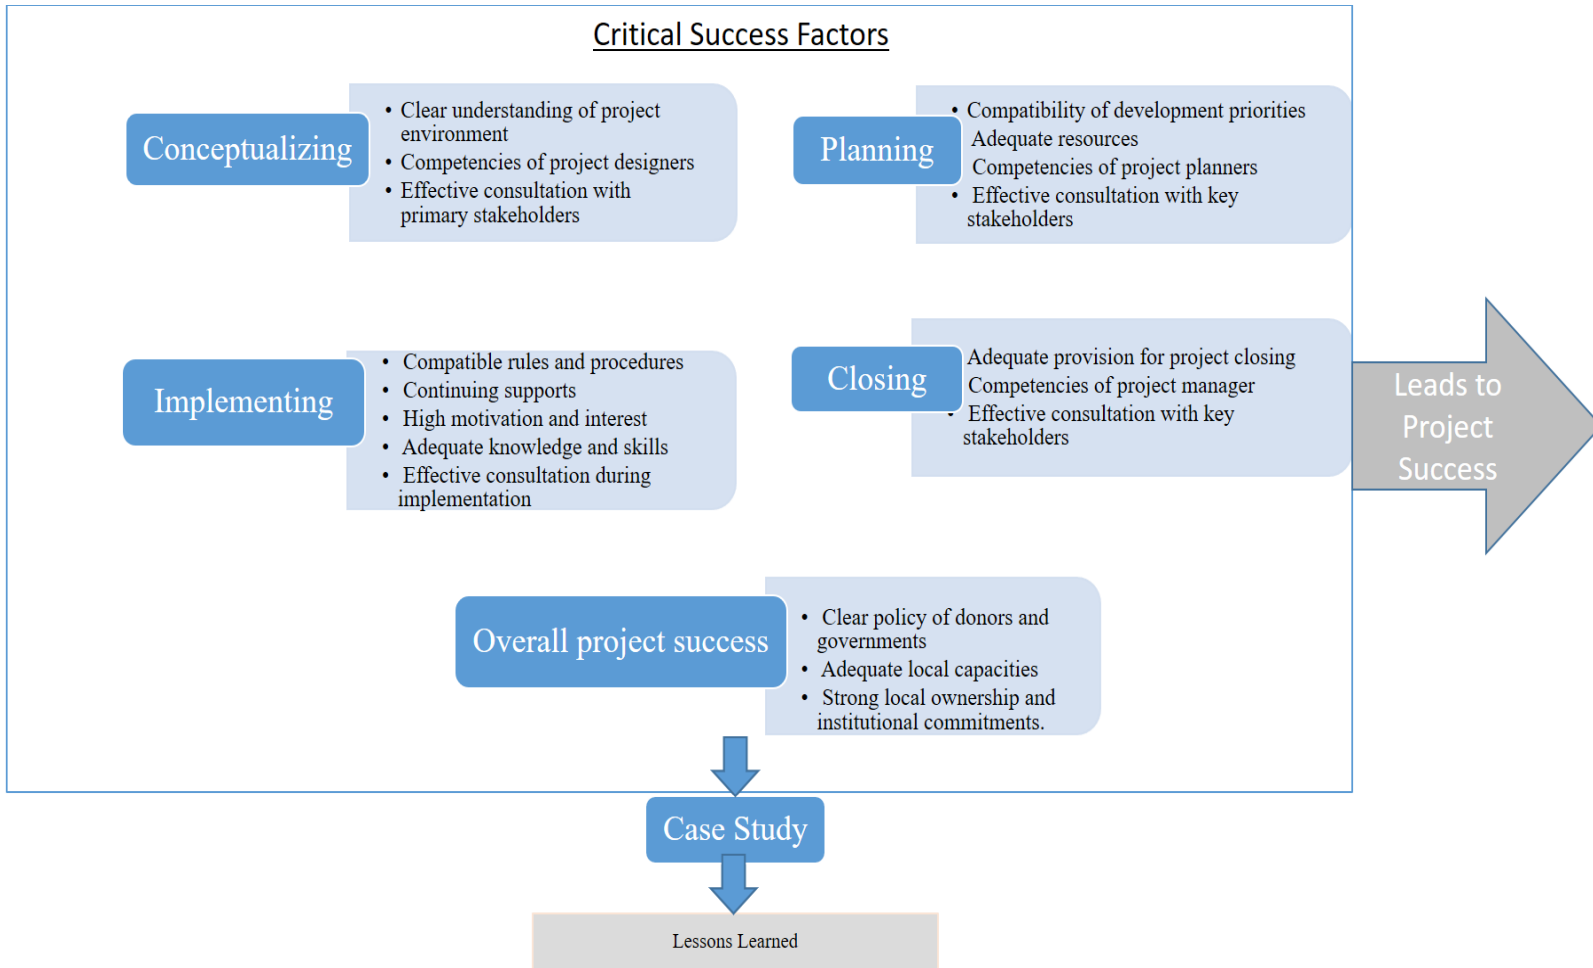 Critical Success Factors
Conceptualizing
• Clear understanding of project
environment
• Competencies of project designers
• Effective consultation with
primary stakeholders
Planning
• Compatibility of development priorities
Adequate resources
Competencies of project planners
• Effective consultation with key
stakeholders
Implementing
• Compatible rules and procedures
• Continuing supports
• High motivation and interest
• Adequate knowledge and skills
• Effective consultation during
implementation
Closing
Adequate provision for project closing
Competencies of project manager
• Effective consultation with key
stakeholders
Leads to
Project
Success
Overall project success
• Clear policy of donors and
governments
• Adequate local capacities
• Strong local ownership and
institutional commitments.
Case Study
Lessons Learned